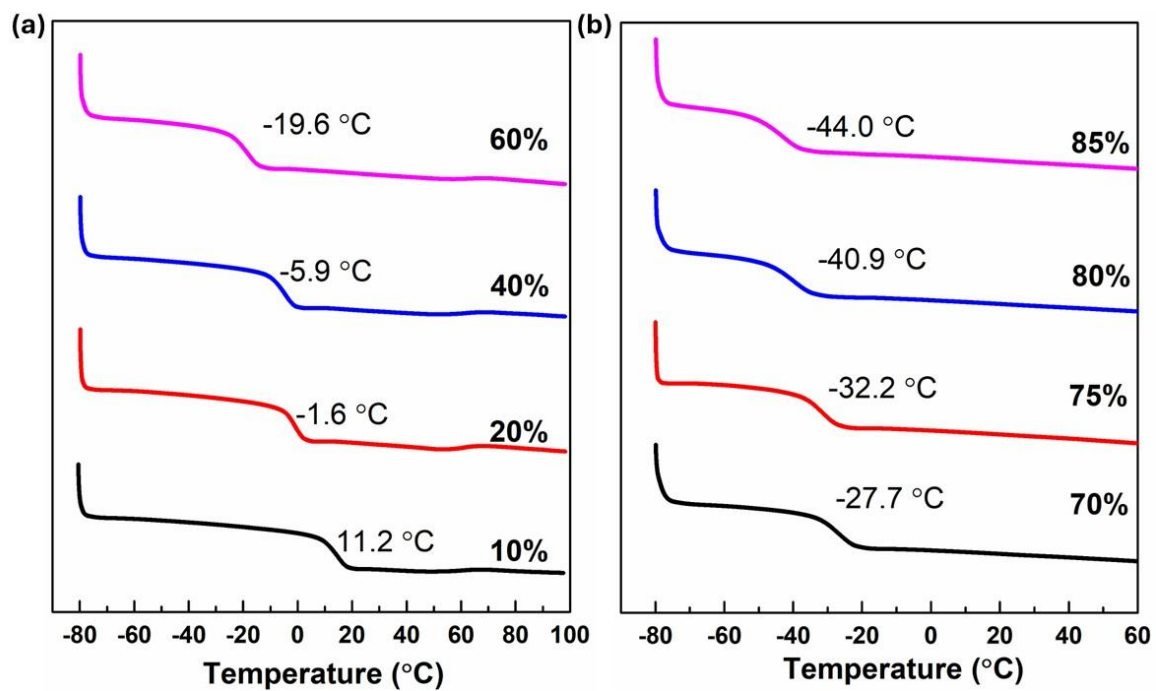 (a)
-19.6 °C
60%
-5.9 °C
40%
-1.6 °C
20%
11.2 °C
10%
-80 -60 -40 -20 0 20 40 60 80 100
Temperature (°C)
(b)
-44.0 °C
85%
-40.9 °C
80%
-32.2 °C
75%
-27.7 °C
70%
-80 -60 -40 -20 0 20 40 60
Temperature (°C)